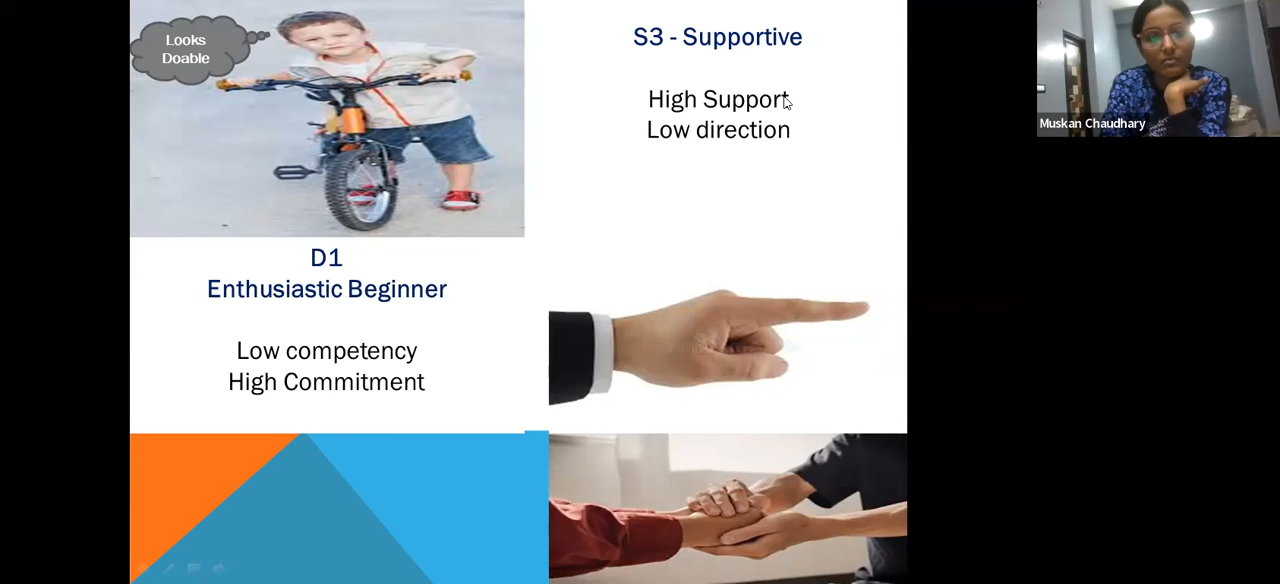 Looks
Doable
D1
Enthusiastic Beginner
Low competency
High Commitment
S3 - Supportive
High Support
Low direction
Muskan Chaudhary